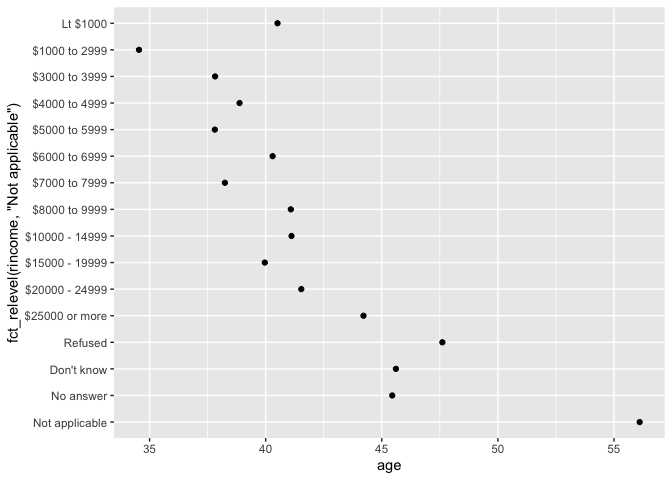 fct_relevel(rincome, "Not applicable")
Lt $1000
$1000 to 2999
$3000 to 3999
$4000 to 4999
$5000 to 5999
$6000 to 6999
$7000 to 7999
$8000 to 9999
$10000 - 14999
$15000 - 19999
$20000 - 24999
$25000 or more
Refused
Don't know
No answer
Not applicable
35 40 45 50 55
age